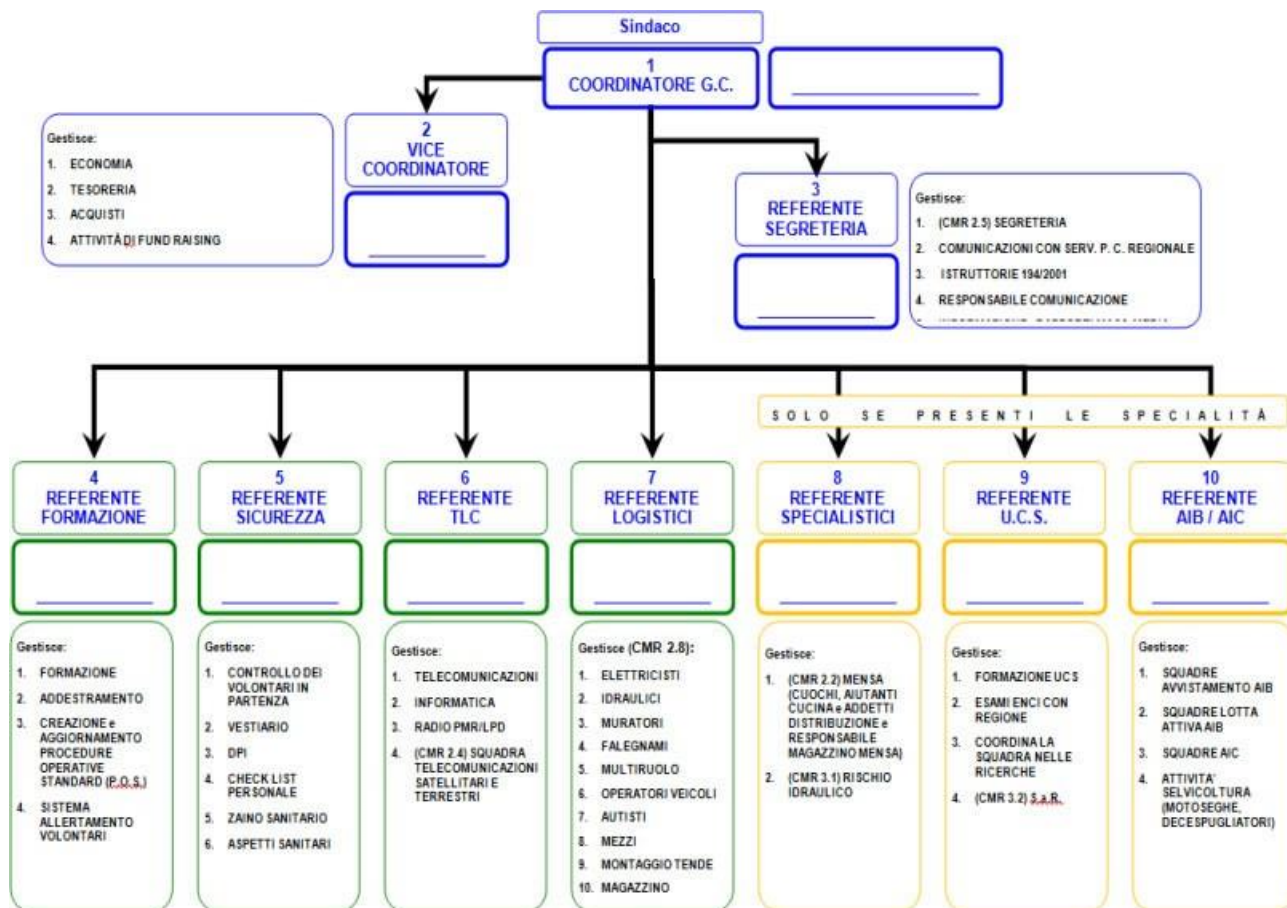 Sindaco
1
COORDINATORE G.C.
Gestisce:
1. ECONOMIA
2. TESORERIA
3. ACQUISTI
4. ATTIVITÀ DI FUND RAISING
2
VICE
COORDINATORE
3
REFERENTE
SEGRETERIA
Gestisce:
1. (CMR 2.5) SEGRETERIA
2. COMUNICAZIONI CON SERV. P. C. REGIONALE
3. ISTRUTTORIE 194/2001
4. RESPONSABILE COMUNICAZIONE
SOLO SE PRESENTI LE SPECIALITÀ
4
REFERENTE
FORMAZIONE
Gestisce:
1. FORMAZIONE
2. ADDESTRAMENTO
3. CREAZIONE e
AGGIORNAMENTO
PROCEDURE
OPERATIVE
STANDARD (P.O.S.)
4. SISTEMA
ALLERTAMENTO
VOLONTARI
5
REFERENTE
SICUREZZA
Gestisce:
1. CONTROLLO DEI
VOLONTARI IN
PARTENZA
2. VESTIARIO
3. DPI
4. CHECK LIST
PERSONALE
5. ZAINO SANITARIO
6. ASPETTI SANITARI
6
REFERENTE
TLC
Gestisce:
1. TELECOMUNICAZIONI
2. INFORMATICA
3. RADIO PMR/LPD
4. (CMR 2.4) SQUADRA
TELECOMUNICAZIONI
SATELLITARI E
TERRESTRI
7
REFERENTE
LOGISTICI
Gestisce (CMR 2.8):
1. ELETTRICISTI
2. IDRAULICI
3. MURATORI
4. FALEGNAMI
5. MULTIRUOLO
6. OPERATORI VEICOLI
7. AUTISTI
8. MEZZI
9. MONTAGGIO TENDE
10. MAGAZZINO
8
REFERENTE
SPECIALISTICI
Gestisce:
1. (CMR 2.2) MENSA
(CUOCHI, AIUTANTI
CUCINA e ADDETTI
DISTRIBUZIONE e
RESPONSABILE
MAGAZZINO MENSA)
2. (CMR 3.1) RISCHIO
IDRAULICO
9
REFERENTE
U.C.S.
Gestisce:
1. FORMAZIONE UCS
2. ESAMI ENCI CON
REGIONE
3. COORDINA LA
SQUADRA NELLE
RICERCHE
4. (CMR 3.2) S.a.R.
10
REFERENTE
AIB / AIC
Gestisce:
1. SQUADRE
AVVISTAMENTO AIB
2. SQUADRE LOTTA
ATTIVA AIB
3. SQUADRE AIC
4. ATTIVITA'
SELVICOLTURA
(MOTOSEGHE,
DECESPUGLIATORI)